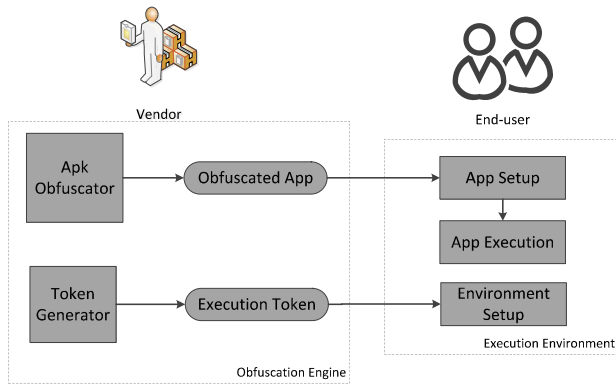 Vendor
End-user
Apk
Obfuscator
Obfuscated App
App Setup
App Execution
Token
Generator
Execution Token
Environment
Setup
Execution Environment
Obfuscation Engine